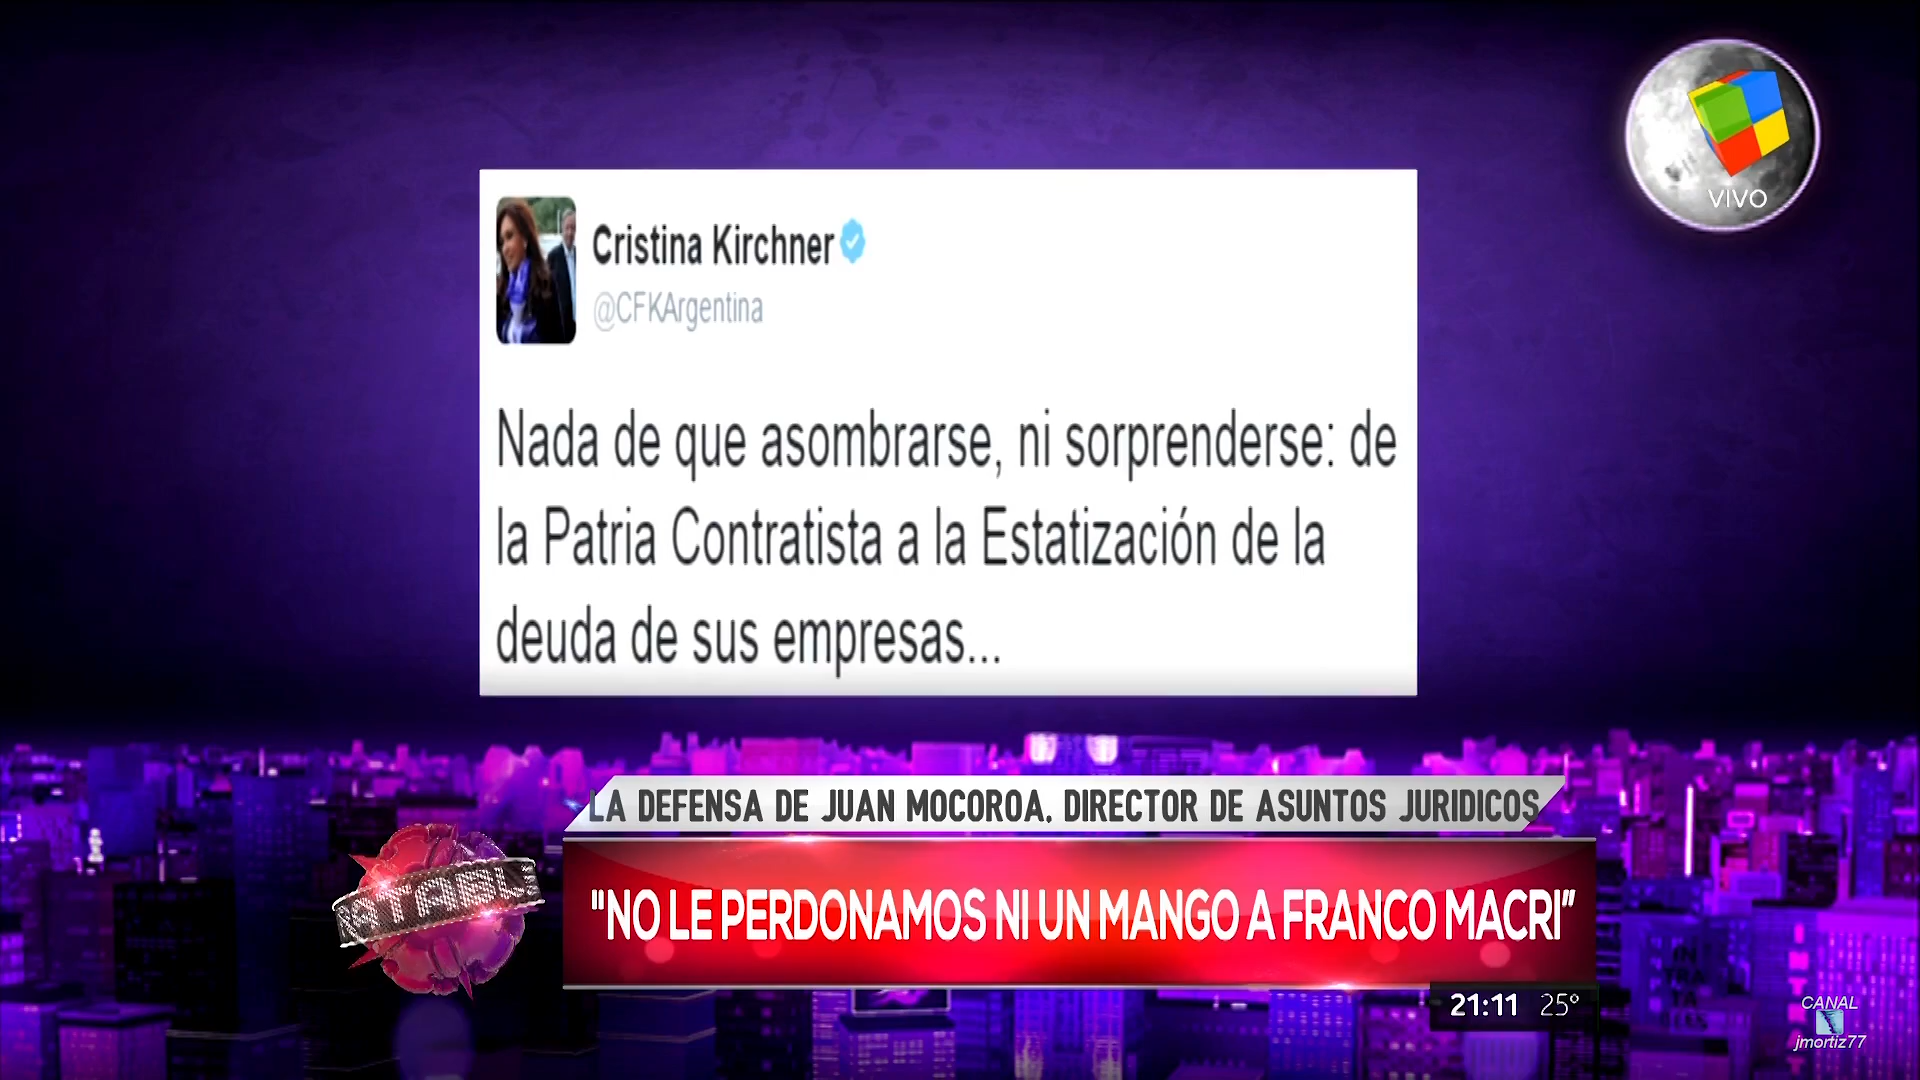 VIVO
Cristina Kirchner
@CFKArgentina
Nada de que asombrarse, ni sorprenderse: de
la Patria Contratista a la Estatización de la
deuda de sus empresas...
LA DEFENSA DE JUAN MOCOROA, DIRECTOR DE ASUNTOS JURIDICOS
"NO LE PERDONAMOS NI UN MANGO A FRANCO MACRI”
21:11 25°
CANAL
jmortiz77